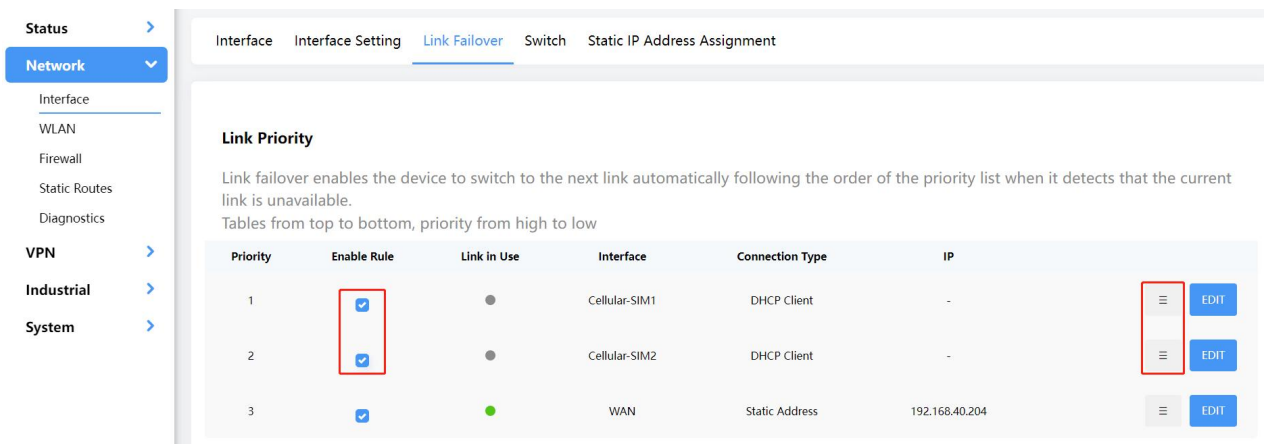 Status
Network
Interface
WLAN
Firewall
Static Routes
Diagnostics
VPN
Industrial
System
Interface Interface Setting Link Failover Switch Static IP Address Assignment
Link Priority
Link failover enables the device to switch to the next link automatically following the order of the priority list when it detects that the current
link is unavailable.
Tables from top to bottom, priority from high to low
Priority Enable Rule Link in Use Interface Connection Type IP
1 Cellular-SIM1 DHCP Client - EDIT
2 Cellular-SIM2 DHCP Client - EDIT
3 WAN Static Address 192.168.40.204 EDIT